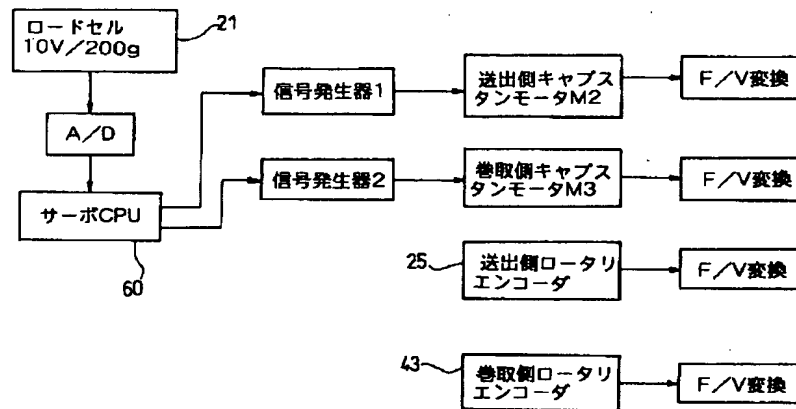 ロードセル
10V/200g
21
A/D
サーボCPU
60
信号発生器1
送出側キャプス
タンモータM2
F/V変換
信号発生器2
巻取側キャプス
タンモータM3
F/V変換
25
送出側ロータリ
エンコーダ
F/V変換
43
巻取側ロータリ
エンコーダ
F/V変換